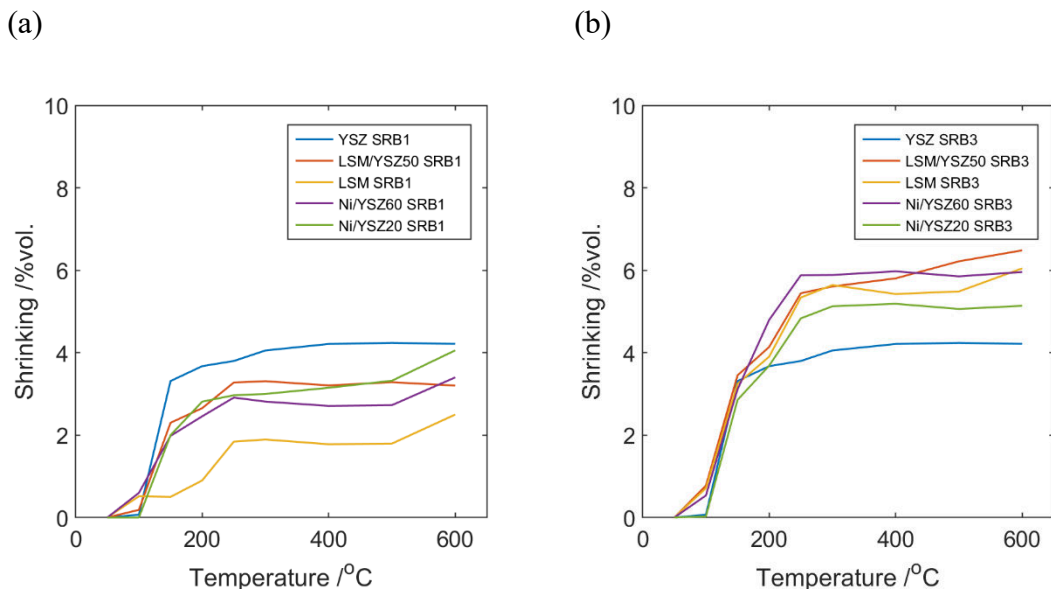 (a)
(b)
10
8
6
4
2
0
Shrinking /%vol.
YSZ SRB1
LSM/YSZ50 SRB1
LSM SRB1
Ni/YSZ60 SRB1
Ni/YSZ20 SRB1
0
200
400
600
Temperature /°C
10
8
6
4
2
0
Shrinking /%vol.
YSZ SRB3
LSM/YSZ50 SRB3
LSM SRB3
Ni/YSZ60 SRB3
Ni/YSZ20 SRB3
0
200
400
600
Temperature /°C